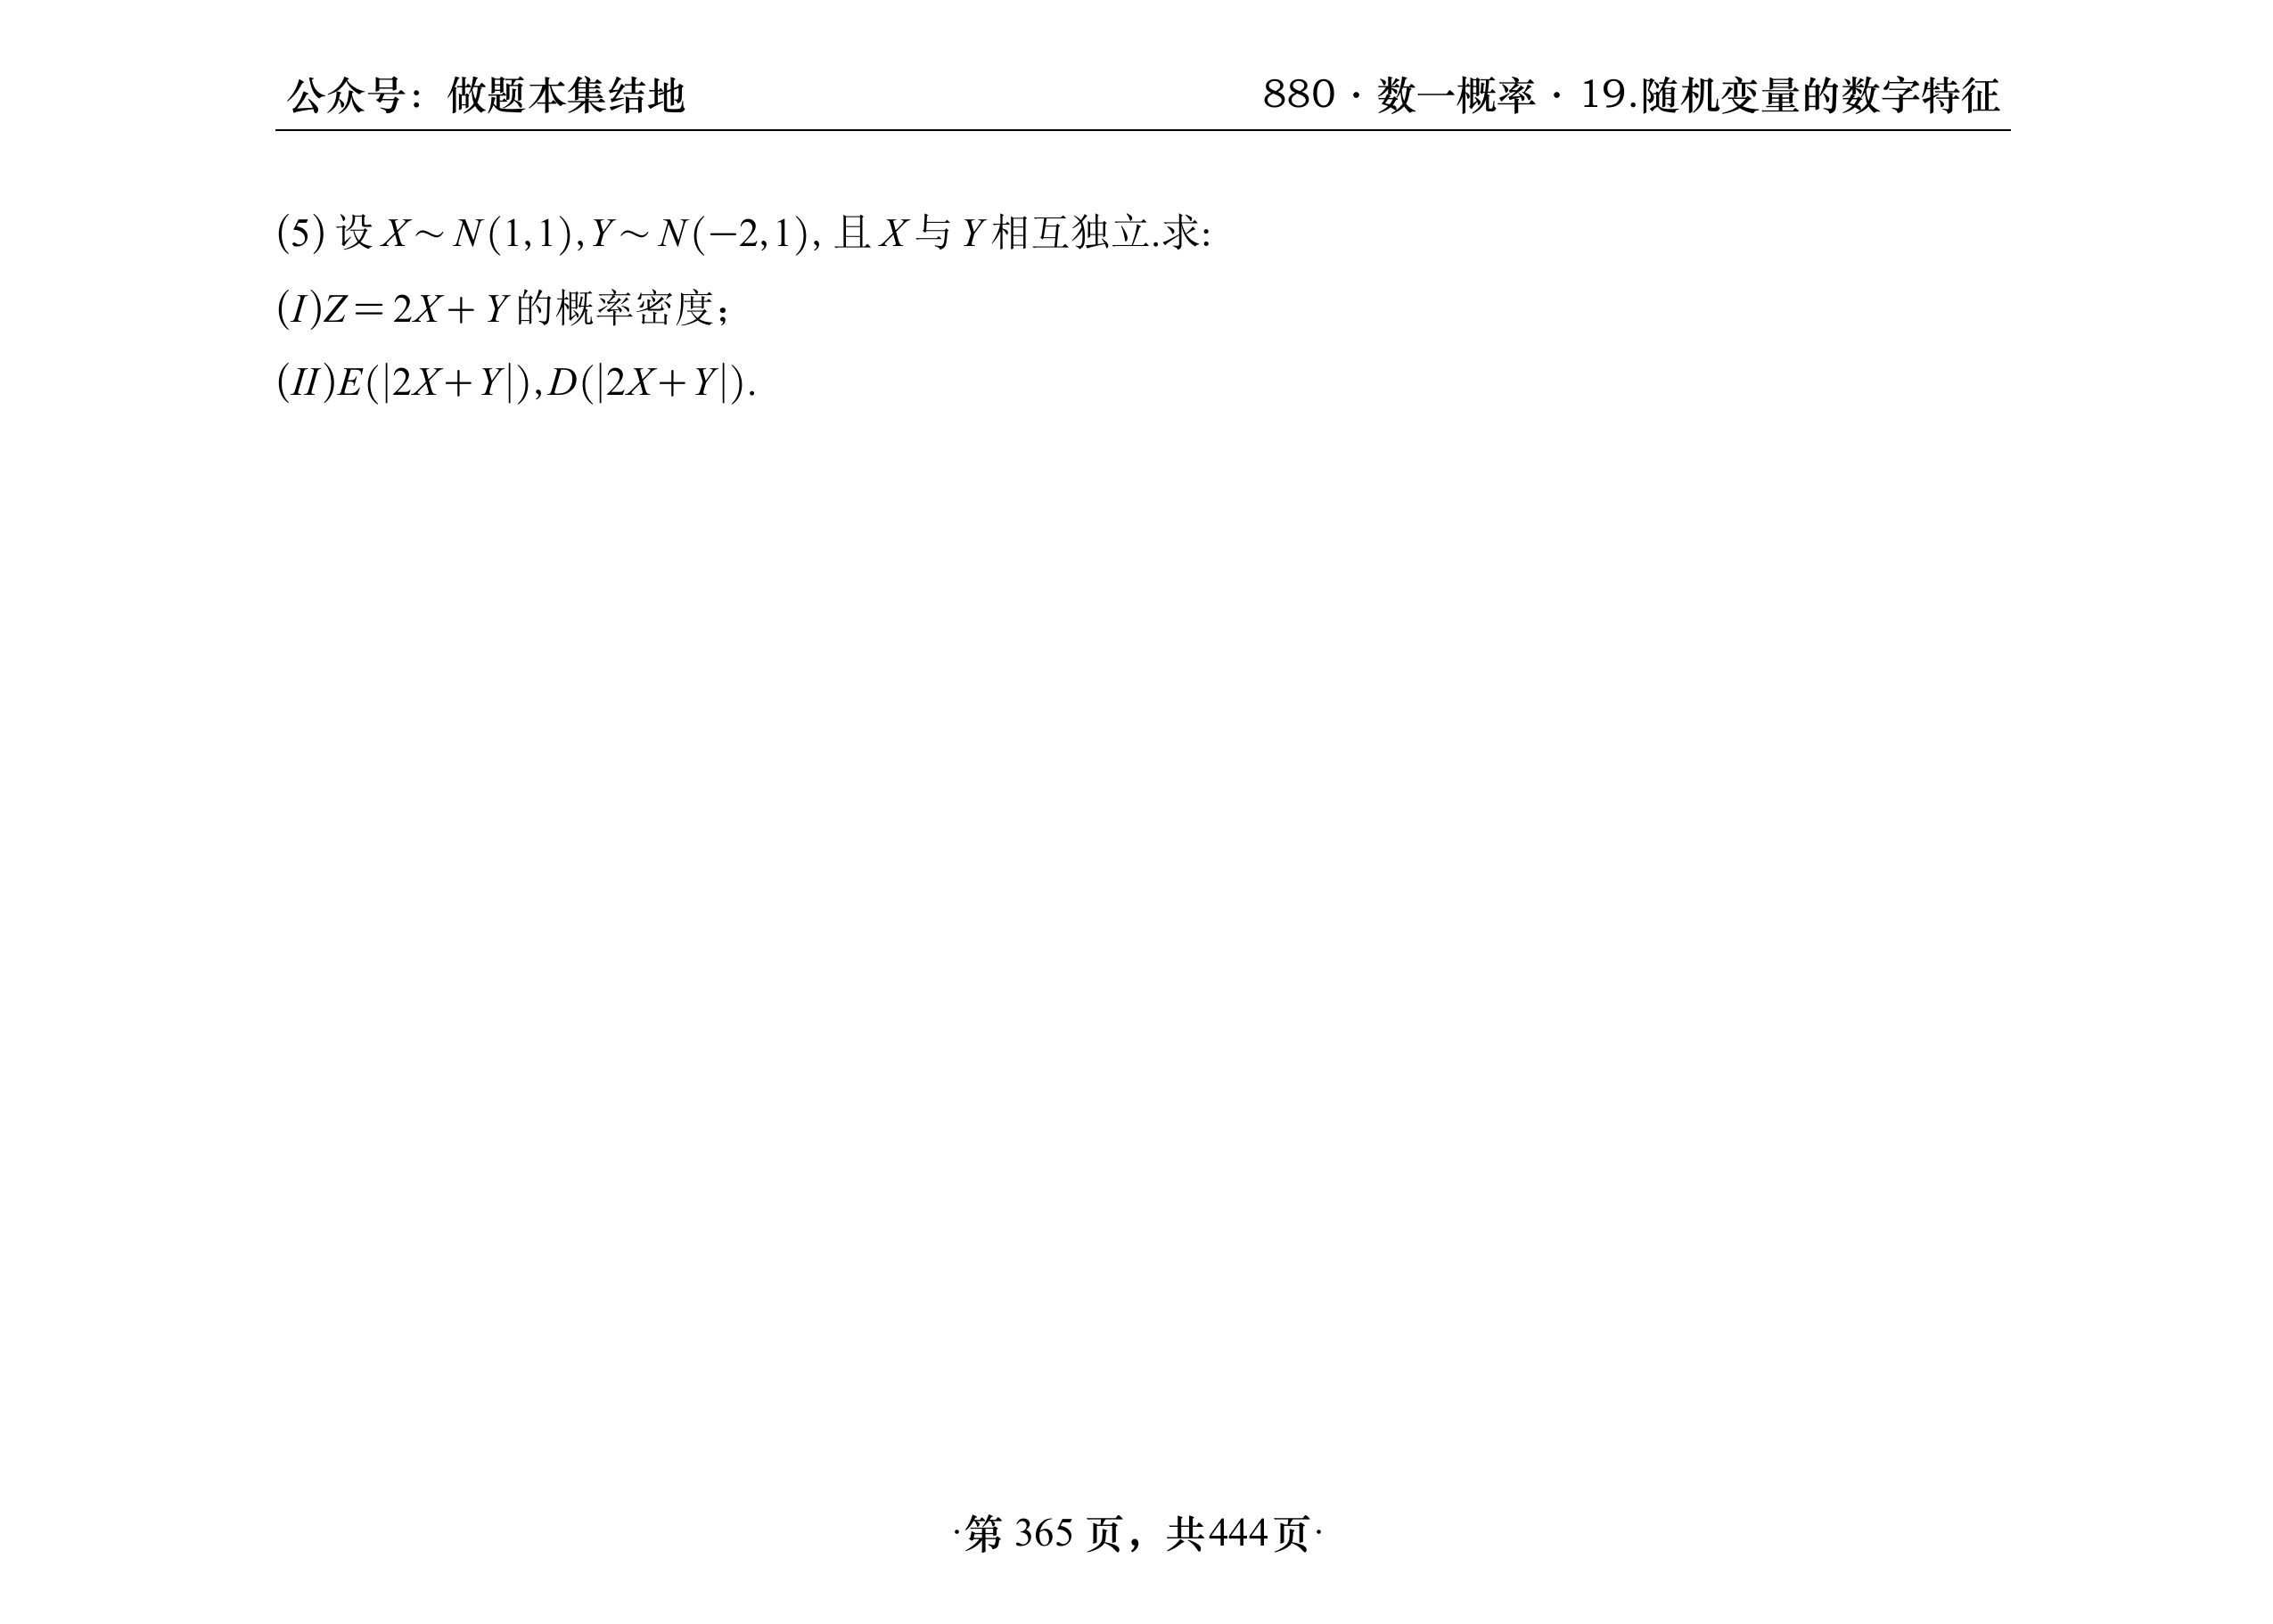 公众号：做题本集结地
880 · 数一概率 · 19.随机变量的数字特征
(5) 设 X∼N(1,1),Y∼N(−2,1), 且 X 与 Y 相互独立.求:
(I)Z=2X+Y 的概率密度；
(II)E(|2X+Y|),D(|2X+Y|).
·第 365 页，共444页·